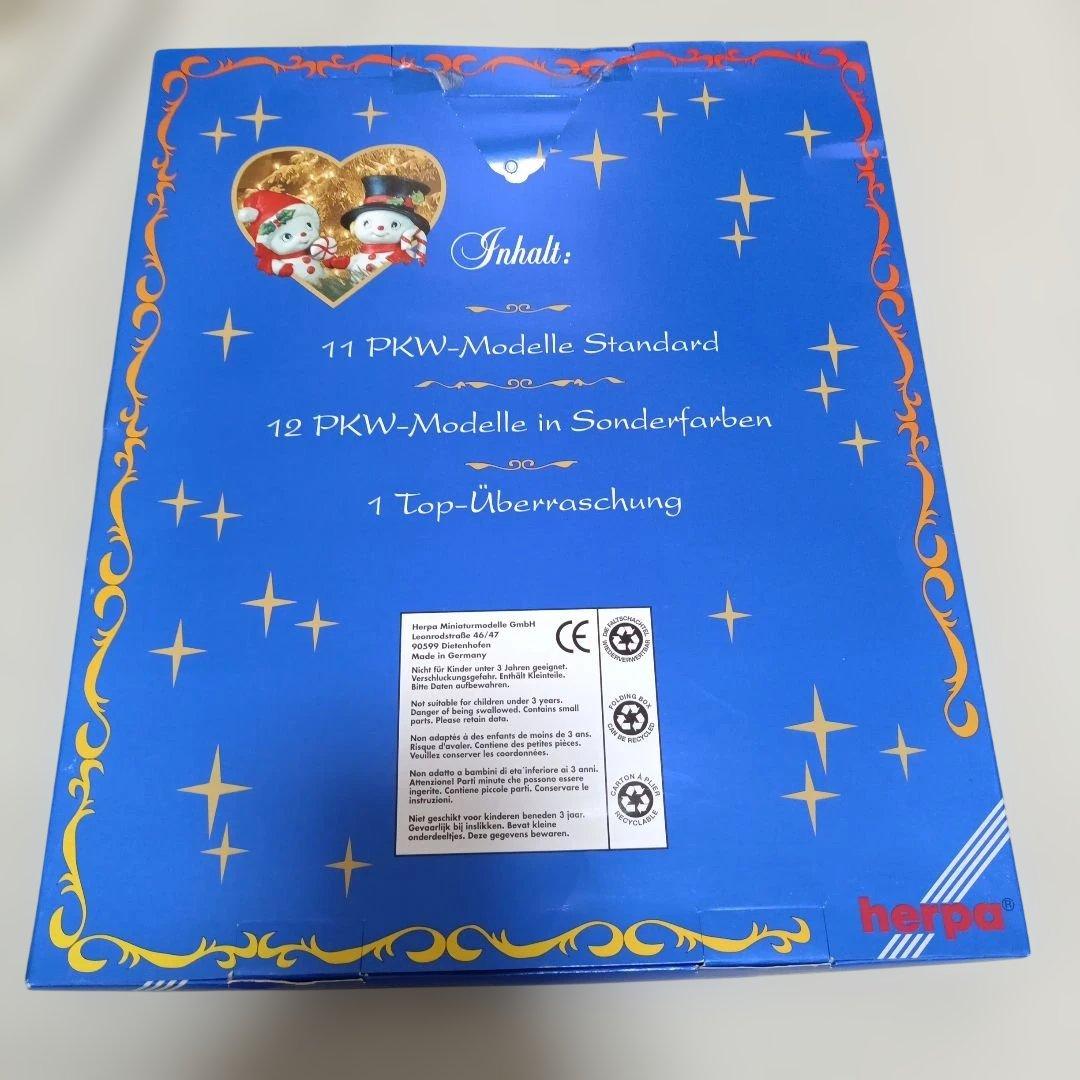 Inhalt:
11 PKW-Modelle Standard
12 PKW-Modelle in Sonderfarben
1 Top-Überraschung
Herpa Miniaturmodelle GmbH
Leonrodstraße 46/47
90599 Dietenhofen
Made in Germany
CE
Nicht für Kinder unter 3 Jahren geeignet.
Verschluckungsgefahr. Enthält Kleinteile.
Bitte Daten aufbewahren.
Not suitable for children under 3 years.
Danger of being swallowed. Contains small
parts. Please retain data.
Non adaptés à des enfants de moins de 3 ans.
Risque d'avaler. Contiene des petites pièces.
Veuillez conserver les coordonnées.
Non adatto a bambini di eta´inferiore ai 3 anni.
Attenzione! Parti minute che possono essere
ingerite. Contiene piccole parti. Conservare le
instruzioni.
Niet geschikt voor kinderen beneden 3 jaar.
Gevaarlijk bij inslikken. Bevat kleine
onderdeeltjes. Deze gegevens bewaren.
DIE FALTSCHACHTEL
WIEDERVERWERTBAR
FOLDING BOX
CAN BE RECYCLED
CARTON À PLIER
RECYCLABLE
herpa®